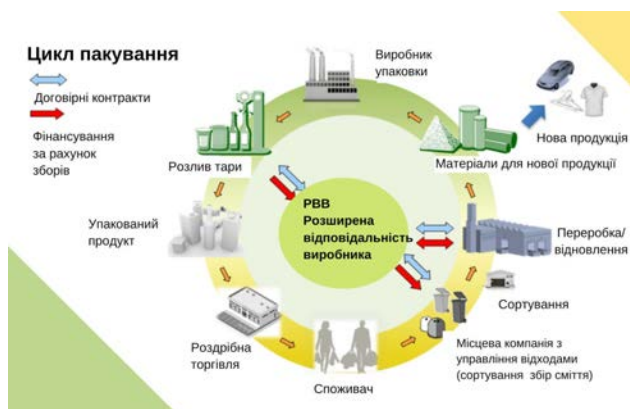 Цикл пакування
Договірні контракти
Фінансування
за рахунок
зборів
Виробник
упаковки
Нова продукція
Матеріали для нової продукції
Розлив тари
Упакований
продукт
РВВ
Розширена
відповідальність
виробника
Переробка/
відновлення
Сортування
Роздрібна
торгівля
Місцева компанія з
управління відходами
(сортування збір сміття)
Споживач